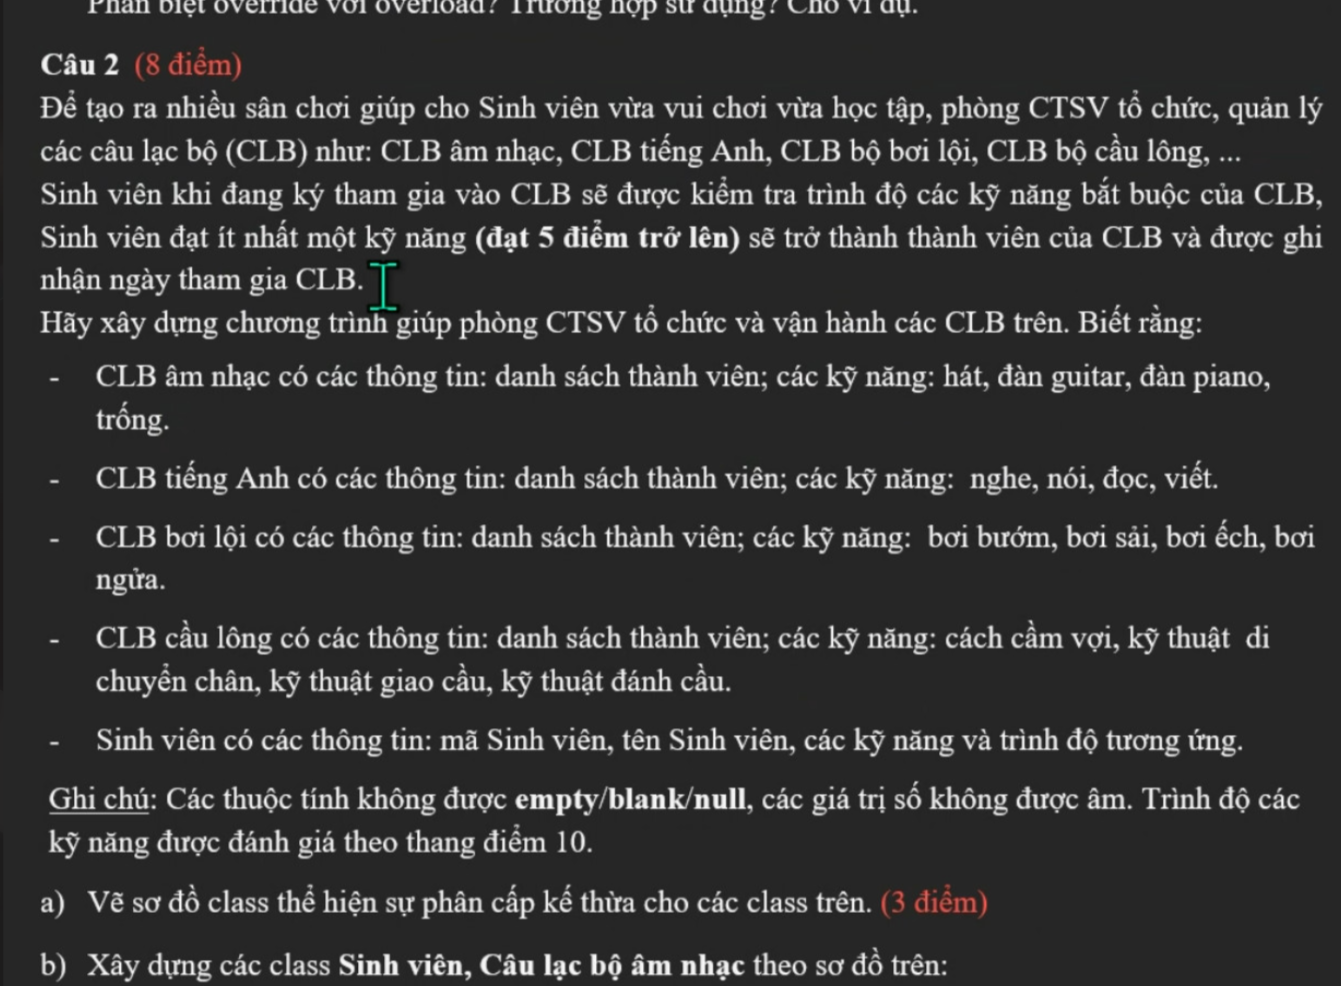 Phân biệt override với overload? Trường hợp sử dụng? Cho ví dụ.
Câu 2 (8 điểm)
Để tạo ra nhiều sân chơi giúp cho Sinh viên vừa vui chơi vừa học tập, phòng CTSV tổ chức, quản lý
các câu lạc bộ (CLB) như: CLB âm nhạc, CLB tiếng Anh, CLB bộ bơi lội, CLB bộ cầu lông, ...
Sinh viên khi đang ký tham gia vào CLB sẽ được kiểm tra trình độ các kỹ năng bắt buộc của CLB,
Sinh viên đạt ít nhất một kỹ năng (đạt 5 điểm trở lên) sẽ trở thành thành viên của CLB và được ghi
nhận ngày tham gia CLB.
Hãy xây dựng chương trình giúp phòng CTSV tổ chức và vận hành các CLB trên. Biết rằng:
- CLB âm nhạc có các thông tin: danh sách thành viên; các kỹ năng: hát, đàn guitar, đàn piano,
trống.
- CLB tiếng Anh có các thông tin: danh sách thành viên; các kỹ năng: nghe, nói, đọc, viết.
- CLB bơi lội có các thông tin: danh sách thành viên; các kỹ năng: bơi bướm, bơi sải, bơi ếch, bơi
ngửa.
- CLB cầu lông có các thông tin: danh sách thành viên; các kỹ năng: cách cầm vợi, kỹ thuật di
chuyển chân, kỹ thuật giao cầu, kỹ thuật đánh cầu.
- Sinh viên có các thông tin: mã Sinh viên, tên Sinh viên, các kỹ năng và trình độ tương ứng.
Ghi chú: Các thuộc tính không được empty/blank/null, các giá trị số không được âm. Trình độ các
kỹ năng được đánh giá theo thang điểm 10.
a) Vẽ sơ đồ class thể hiện sự phân cấp kế thừa cho các class trên. (3 điểm)
b) Xây dựng các class Sinh viên, Câu lạc bộ âm nhạc theo sơ đồ trên: